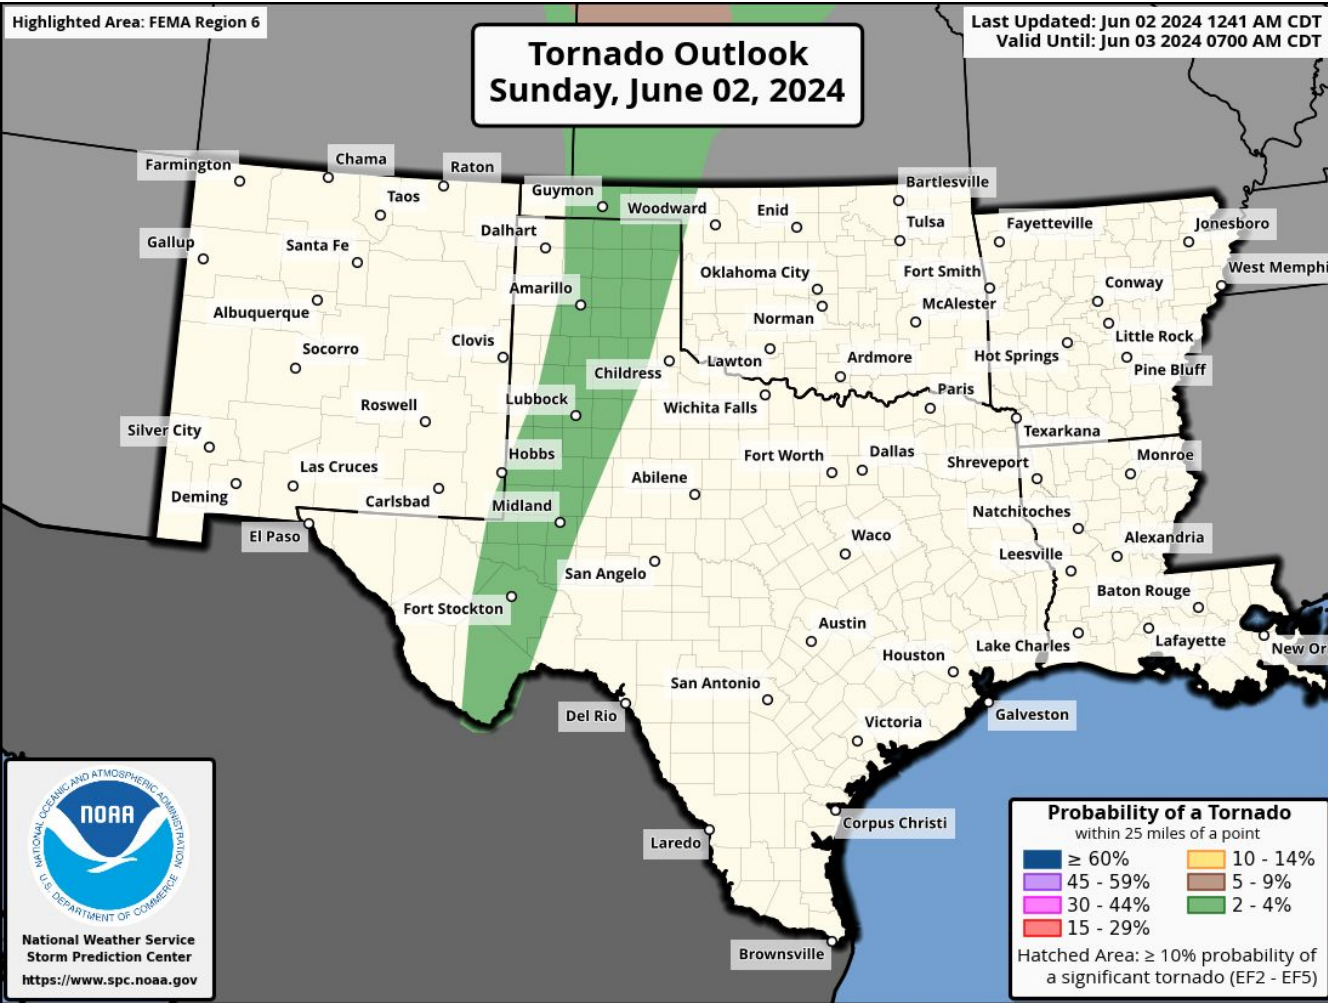 Highlighted Area: FEMA Region 6
Tornado Outlook
Sunday, June 02, 2024
Last Updated: Jun 02 2024 1241 AM CDT
Valid Until: Jun 03 2024 0700 AM CDT
Farmington
Chama
Raton
Taos
Guymon
Woodward
Enid
Bartlesville
Tulsa
Fayetteville
Jonesboro
Gallup
Santa Fe
Dalhart
Oklahoma City
Fort Smith
West Memphi
Albuquerque
Amarillo
Norman
McAlester
Conway
Socorro
Clovis
Childress
Lawton
Ardmore
Hot Springs
Little Rock
Pine Bluff
Roswell
Lubbock
Wichita Falls
Paris
Texarkana
Silver City
Las Cruces
Hobbs
Abilene
Fort Worth
Dallas
Shreveport
Monroe
Deming
Carlsbad
Midland
Natchitoches
El Paso
San Angelo
Waco
Leesville
Alexandria
Fort Stockton
Austin
Baton Rouge
Houston
Lake Charles
Lafayette
New Or
Del Rio
San Antonio
Victoria
Galveston
Laredo
Corpus Christi
Brownsville
NATIONAL OCEANIC AND ATMOSPHERIC ADMINISTRATION
NOAA
U.S. DEPARTMENT OF COMMERCE
National Weather Service
Storm Prediction Center
https://www.spc.noaa.gov
Probability of a Tornado
within 25 miles of a point
≥ 60%
10 - 14%
45 - 59%
5 - 9%
30 - 44%
2 - 4%
15 - 29%
Hatched Area: ≥ 10% probability of
a significant tornado (EF2 - EF5)